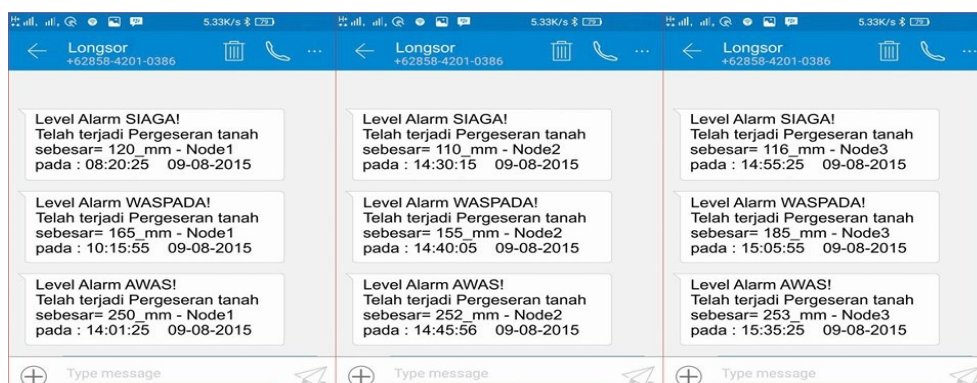 5.33K/s 79
Longsor
+62858-4201-0386
Level Alarm SIAGA!
Telah terjadi Pergeseran tanah
sebesar= 120_mm - Node1
pada : 08:20:25 09-08-2015
Level Alarm WASPADA!
Telah terjadi Pergeseran tanah
sebesar= 165_mm - Node1
pada : 10:15:55 09-08-2015
Level Alarm AWAS!
Telah terjadi Pergeseran tanah
sebesar= 250_mm - Node1
pada : 14:01:25 09-08-2015
Type message
5.33K/s 79
Longsor
+62858-4201-0386
Level Alarm SIAGA!
Telah terjadi Pergeseran tanah
sebesar= 110_mm - Node2
pada : 14:30:15 09-08-2015
Level Alarm WASPADA!
Telah terjadi Pergeseran tanah
sebesar= 155_mm - Node2
pada : 14:40:05 09-08-2015
Level Alarm AWAS!
Telah terjadi Pergeseran tanah
sebesar= 252_mm - Node2
pada : 14:45:56 09-08-2015
Type message
5.33K/s 79
Longsor
+62858-4201-0386
Level Alarm SIAGA!
Telah terjadi Pergeseran tanah
sebesar= 116_mm - Node3
pada : 14:55:25 09-08-2015
Level Alarm WASPADA!
Telah terjadi Pergeseran tanah
sebesar= 185_mm - Node3
pada : 15:05:55 09-08-2015
Level Alarm AWAS!
Telah terjadi Pergeseran tanah
sebesar= 253_mm - Node3
pada : 15:35:25 09-08-2015
Type message